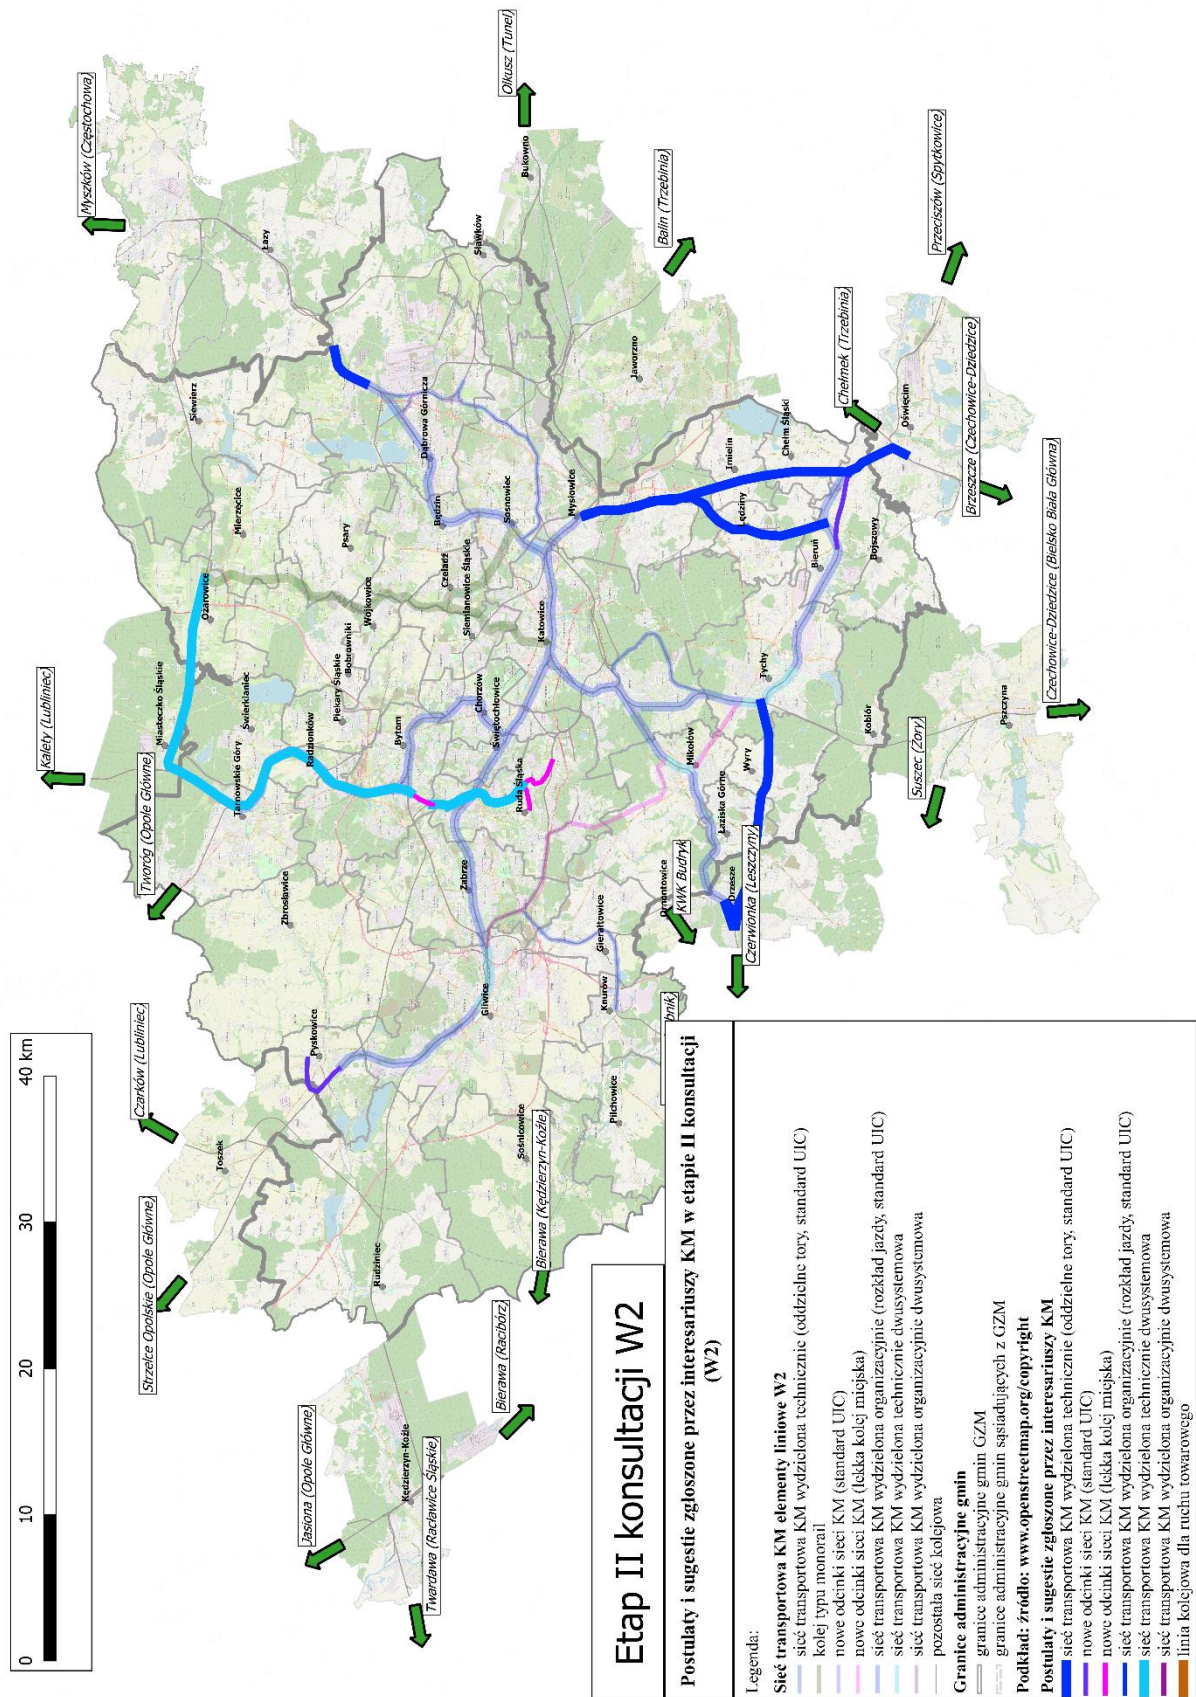 0 10 20 30 40 km
Etap II konsultacji W2
Postulaty i sugestie zgłoszone przez interesariuszy KM w etapie II konsultacji
(W2)
Legenda:
Sieć transportowa KM elementy liniowe W2
sieć transportowa KM wydzielona technicznie (oddzielne tory, standard UIC)
kolej typu monorail
nowe odcinki sieci KM (standard UIC)
nowe odcinki sieci KM (lekka kolej miejska)
sieć transportowa KM wydzielona organizacyjnie (rozkład jazdy, standard UIC)
sieć transportowa KM wydzielona technicznie dwusystemowa
sieć transportowa KM wydzielona organizacyjnie dwusystemowa
pozostała sieć kolejowa
Granice administracyjne gmin
granice administracyjne gmin GZM
granice administracyjne gmin sąsiadujących z GZM
Podkład: źródło: www.openstreetmap.org/copyright
Postulaty i sugestie zgłoszone przez interesariuszy KM
sieć transportowa KM wydzielona technicznie (oddzielne tory, standard UIC)
nowe odcinki sieci KM (standard UIC)
nowe odcinki sieci KM (lekka kolej miejska)
sieć transportowa KM wydzielona organizacyjnie (rozkład jazdy, standard UIC)
sieć transportowa KM wydzielona technicznie dwusystemowa
sieć transportowa KM wydzielona organizacyjnie dwusystemowa
linia kolejowa dla ruchu towarowego
Jasiona (Opole Główne)
Twardawa (Racławice Śląskie)
Bierawa (Racibórz)
Bierawa (Kędzierzyn-Koźle)
Strzelce Opolskie (Opole Główne)
Czarków (Lubliniec)
Tworóg (Opole Główne)
Kalety (Lubliniec)
Myszków (Częstochowa)
Olkusz (Tunel)
Balin (Trzebinia)
Przeciszów (Spytkowice)
Chełmek (Trzebinia)
Brzeszcze (Czechowice-Dziedzice)
Czechowice-Dziedzice (Bielsko Biała Główna)
Suszec (Żory)
Czerwionka (Leszczyny)
KWK Budryk
bnik)
Kędzierzyn-Koźle
Rudziniec
Toszek
Pyskowice
Sośnicowice
Pilchowice
Gliwice
Knurów
Gierałtowice
Zbrosławice
Zabrze
Ornontowice
Orzesze
Tarnowskie Góry
Miasteczko Śląskie
Radzionków
Świerklaniec
Bytom
Piekary Śląskie
Ruda Śląska
Świętochłowice
Chorzów
Łaziska Górne
Mikołów
Wyry
Kobiór
Pszczyna
Tychy
Bobrowniki
Wojkowice
Ożarowice
Siemianowice Śląskie
Katowice
Czeladź
Psary
Mierzęcice
Będzin
Sosnowiec
Mysłowice
Lędziny
Bieruń
Bojszowy
Imielin
Chełm Śląski
Oświęcim
Jaworzno
Dąbrowa Górnicza
Siewierz
Łazy
Sławków
Bukowno